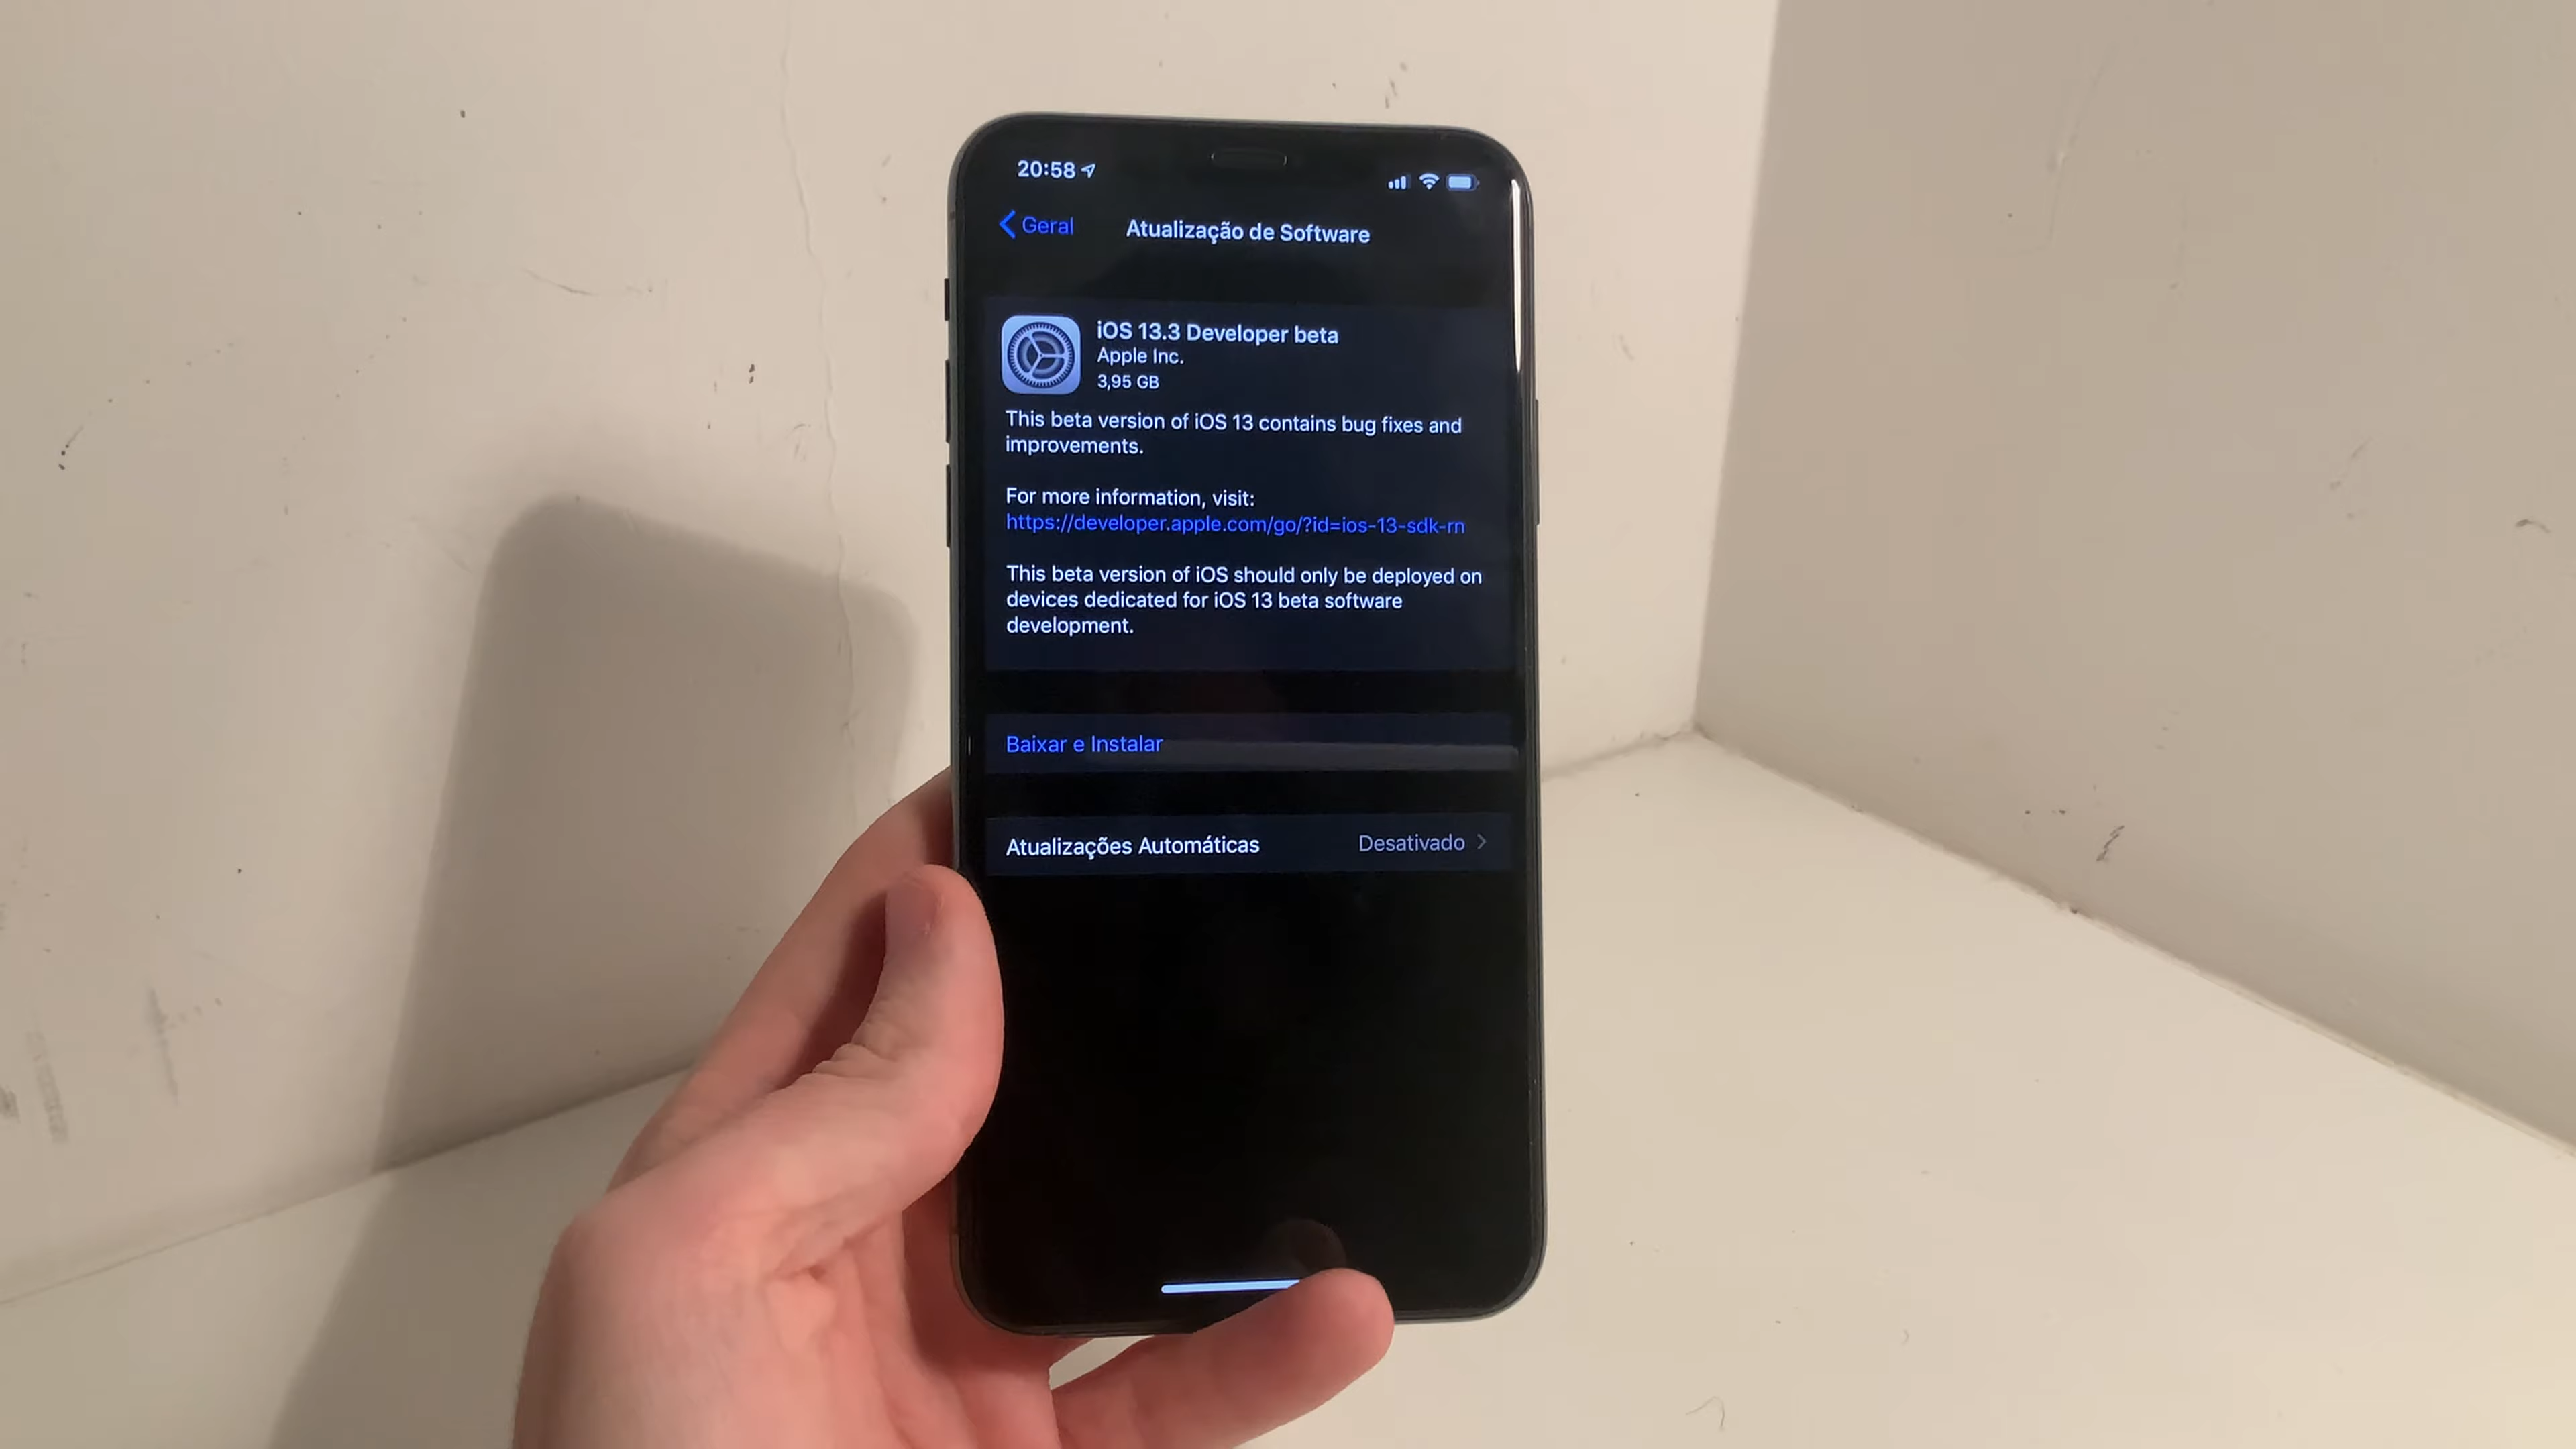 20:58
Geral
Atualização de Software
iOS 13.3 Developer beta
Apple Inc.
3,95 GB
This beta version of iOS 13 contains bug fixes and
improvements.
For more information, visit:
https://developer.apple.com/go/?id=ios-13-sdk-rn
This beta version of iOS should only be deployed on
devices dedicated for iOS 13 beta software
development.
Baixar e Instalar
Atualizações Automáticas Desativado